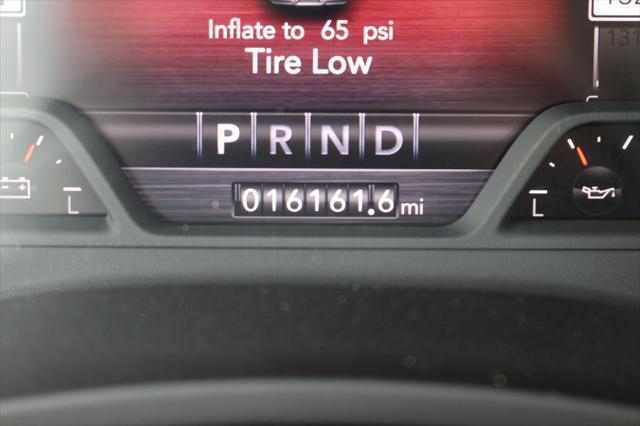 Inflate to 65 psi
Tire Low
P R N D
016161.6 mi
L
L